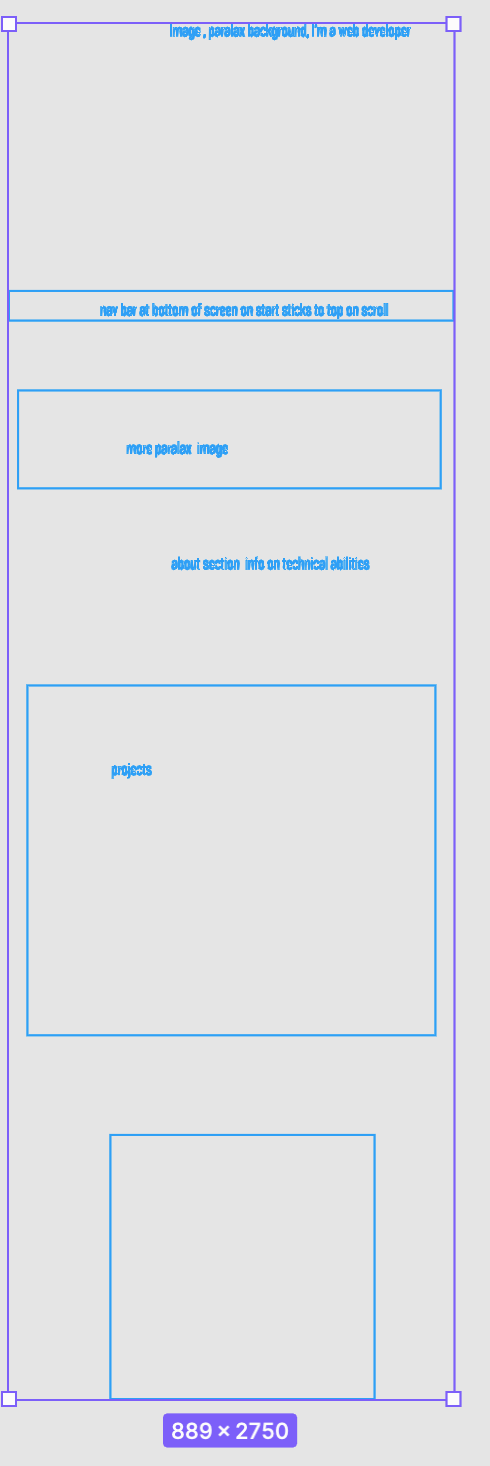 Image , paralax background, I'm a web developer
nav bar at bottom of screen on start sticks to top on scroll
more paralax image
about section info on technical abilities
projects
889 × 2750